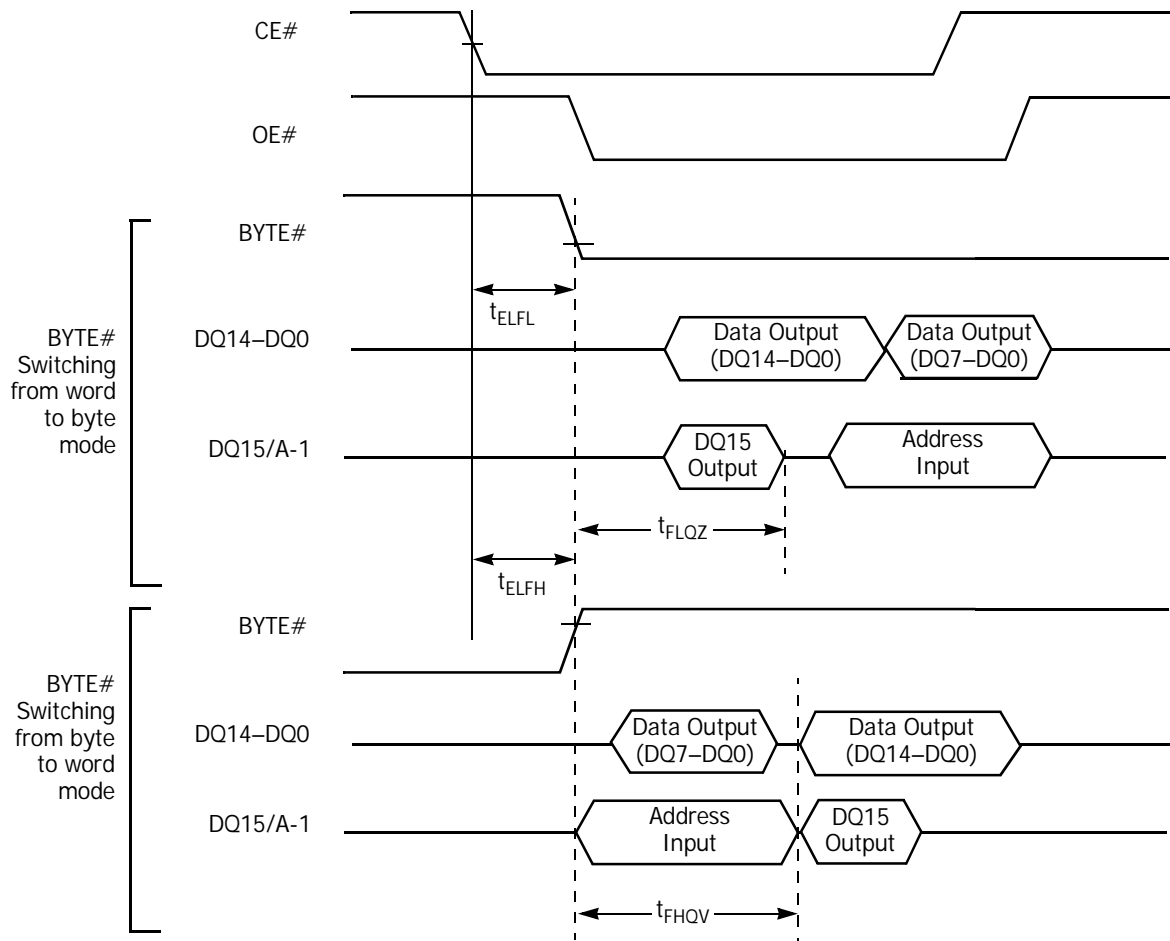 CE#
OE#
BYTE#
tELFL
BYTE#
Switching
from word
to byte
mode
DQ14–DQ0
Data Output
(DQ14–DQ0)
Data Output
(DQ7–DQ0)
DQ15/A-1
DQ15
Output
Address
Input
tFLQZ
tELFH
BYTE#
BYTE#
Switching
from byte
to word
mode
DQ14–DQ0
Data Output
(DQ7–DQ0)
Data Output
(DQ14–DQ0)
DQ15/A-1
Address
Input
DQ15
Output
tFHQV